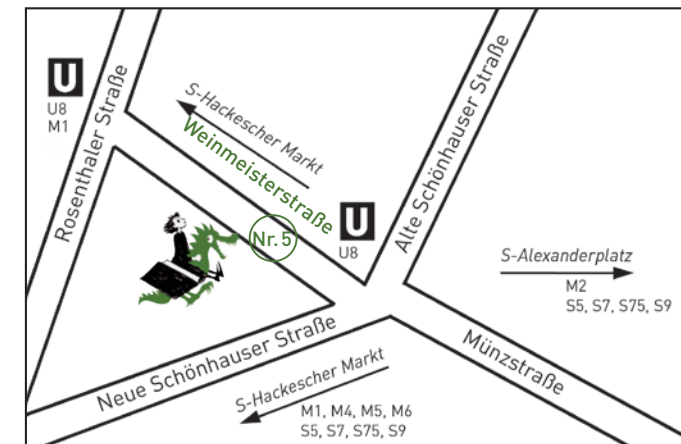 U
U8
M1
Rosenthaler Straße
S-Hackescher Markt
Weinmeisterstraße
Nr. 5
U
U8
Alte Schönhauser Straße
S-Alexanderplatz
M2
S5, S7, S75, S9
Neue Schönhauser Straße
Münzstraße
S-Hackescher Markt
M1, M4, M5, M6
S5, S7, S75, S9